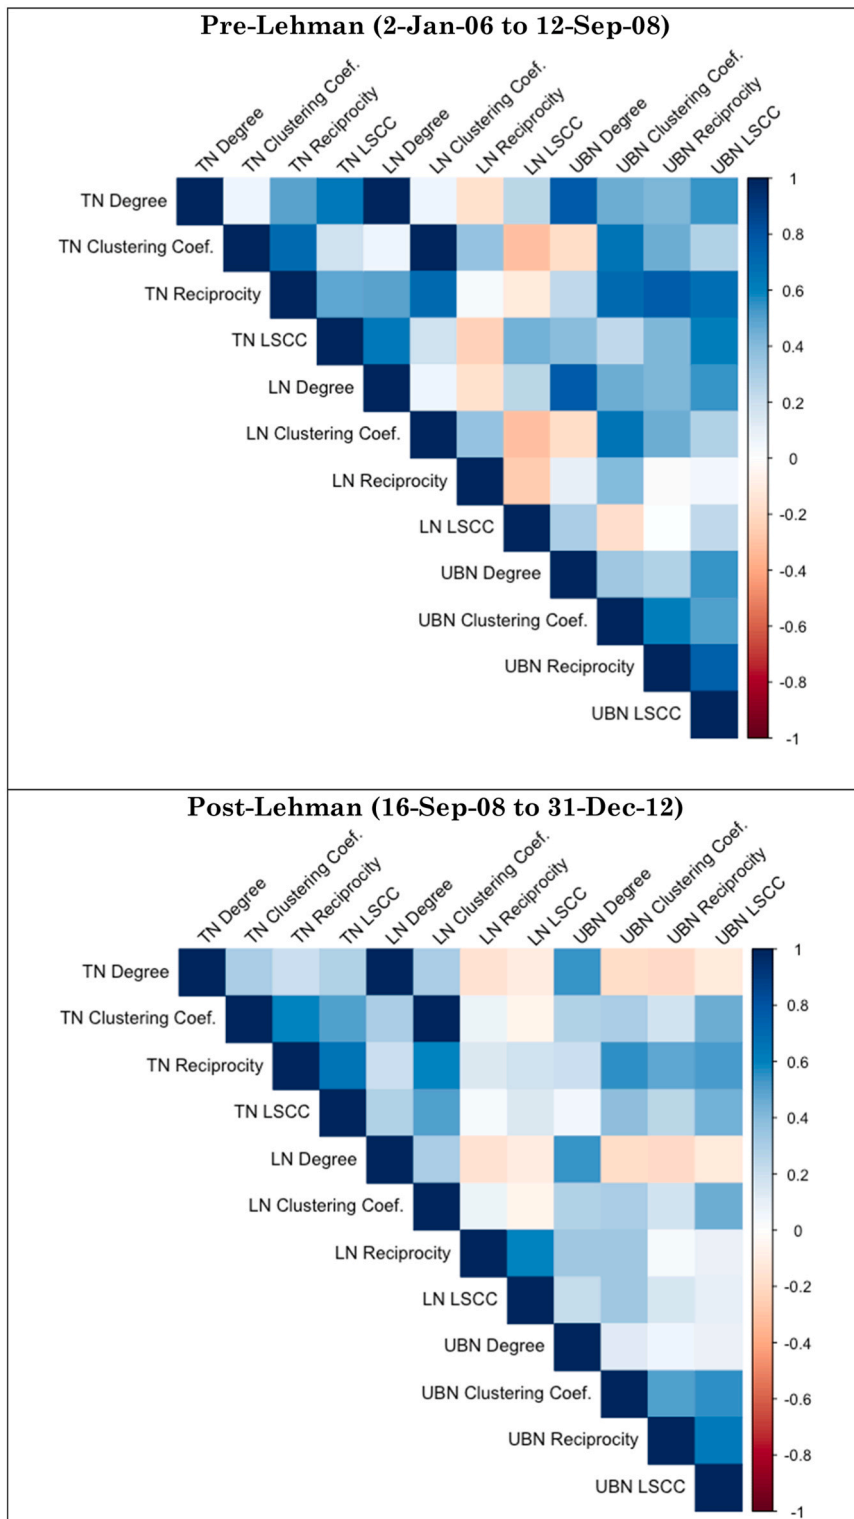 Pre-Lehman (2-Jan-06 to 12-Sep-08)
TN Degree
TN Clustering Coef.
TN Reciprocity
TN LSCC
LN Degree
LN Clustering Coef.
LN Reciprocity
LN LSCC
UBN Degree
UBN Clustering Coef.
UBN Reciprocity
UBN LSCC
TN Degree
TN Clustering Coef.
TN Reciprocity
TN LSCC
LN Degree
LN Clustering Coef.
LN Reciprocity
LN LSCC
UBN Degree
UBN Clustering Coef.
UBN Reciprocity
UBN LSCC
1
0.8
0.6
0.4
0.2
0
-0.2
-0.4
-0.6
-0.8
-1
Post-Lehman (16-Sep-08 to 31-Dec-12)
TN Degree
TN Clustering Coef.
TN Reciprocity
TN LSCC
LN Degree
LN Clustering Coef.
LN Reciprocity
LN LSCC
UBN Degree
UBN Clustering Coef.
UBN Reciprocity
UBN LSCC
TN Degree
TN Clustering Coef.
TN Reciprocity
TN LSCC
LN Degree
LN Clustering Coef.
LN Reciprocity
LN LSCC
UBN Degree
UBN Clustering Coef.
UBN Reciprocity
UBN LSCC
1
0.8
0.6
0.4
0.2
0
-0.2
-0.4
-0.6
-0.8
-1